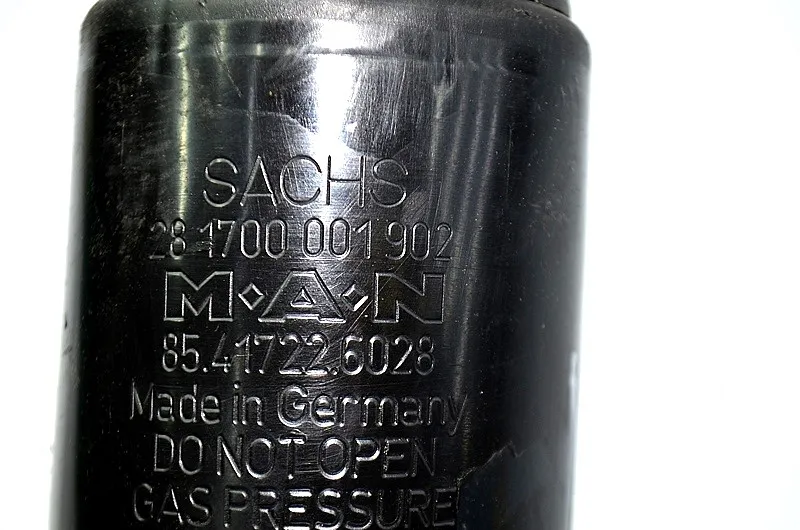 SACHS
28 1700 001 902
M·A·N
85.41722.6028
Made in Germany
DO NOT OPEN
GAS PRESSURE